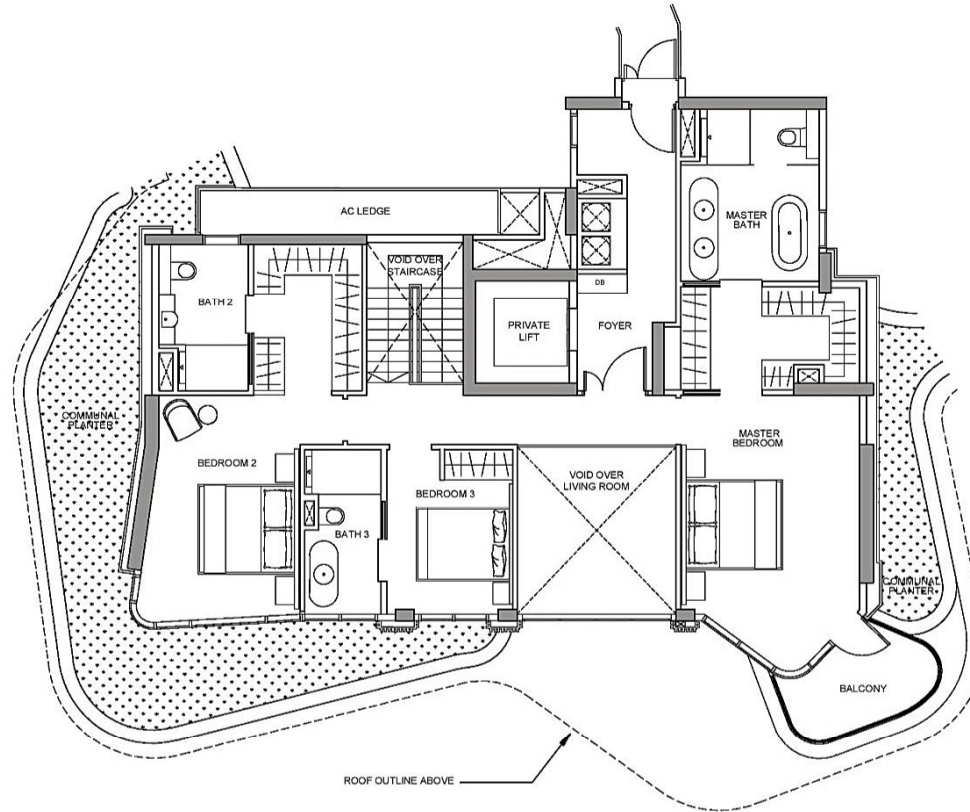 AC LEDGE
MASTER
BATH
VOID OVER
STAIRCASE
DB
BATH 2
PRIVATE
LIFT
FOYER
COMMUNAL
PLANTER
MASTER
BEDROOM
BEDROOM 2
BEDROOM 3
VOID OVER
LIVING ROOM
BATH 3
COMMUNAL
PLANTER
BALCONY
ROOF OUTLINE ABOVE